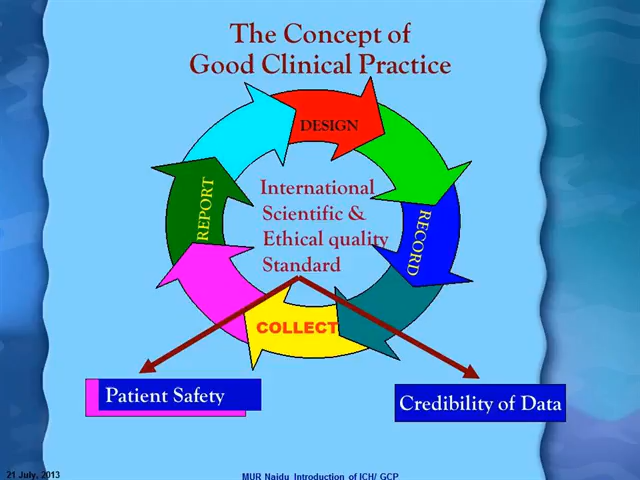 The Concept of
Good Clinical Practice
DESIGN
International
Scientific &
Ethical quality
Standard
REPORT
RECORD
COLLECT
Patient Safety
Credibility of Data
21 July, 2013
MUR Naidu Introduction of ICH/ GCP